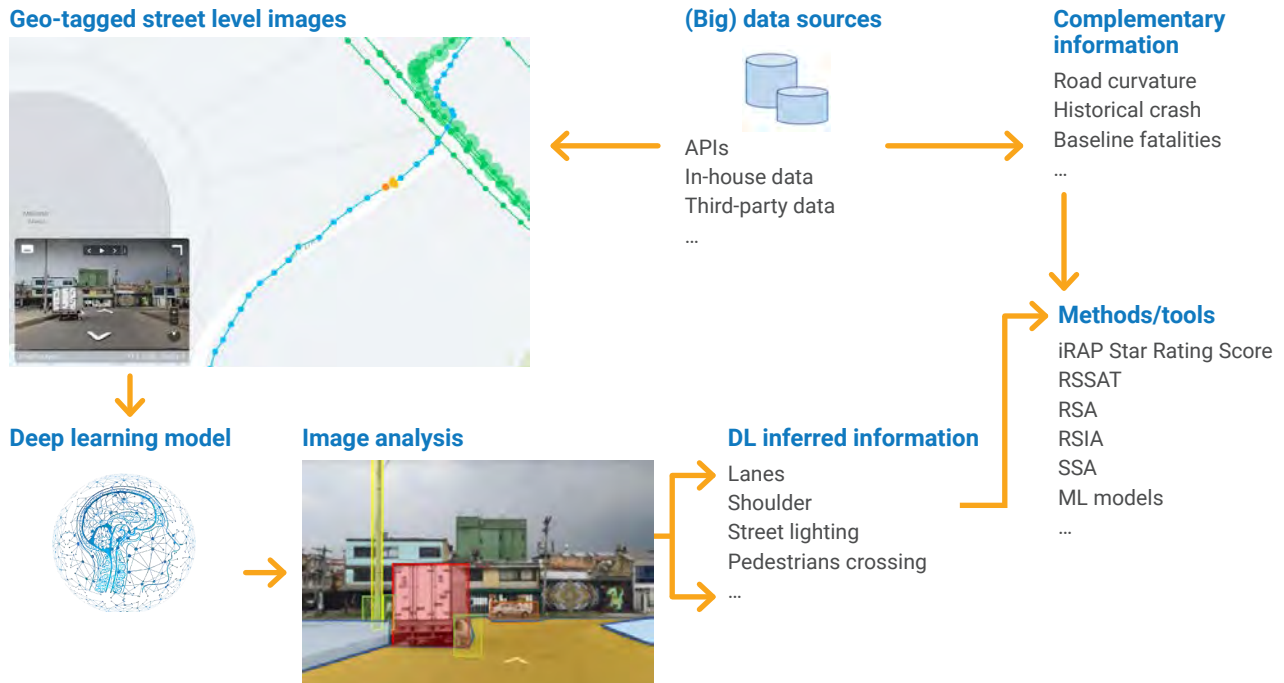 Geo-tagged street level images
(Big) data sources
APIs
In-house data
Third-party data
…
Complementary
information
Road curvature
Historical crash
Baseline fatalities
…
Methods/tools
iRAP Star Rating Score
RSSAT
RSA
RSIA
SSA
ML models
…
Deep learning model
Image analysis
DL inferred information
Lanes
Shoulder
Street lighting
Pedestrians crossing
…